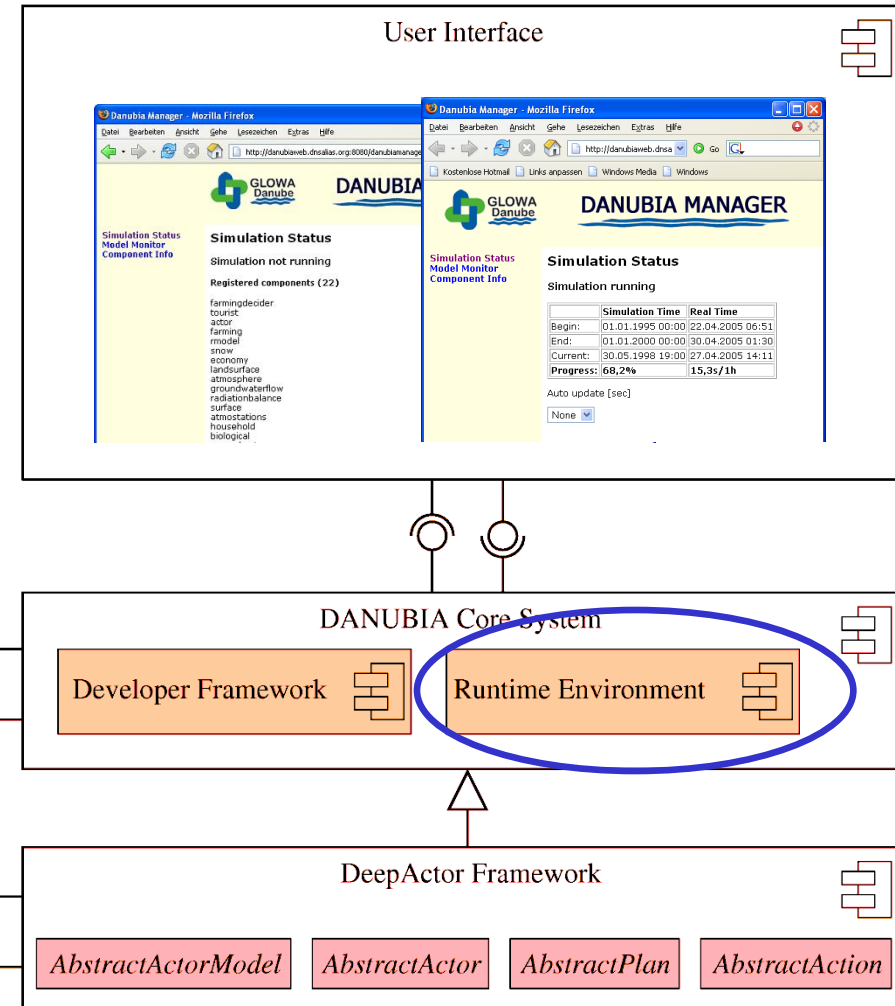 User Interface
Danubia Manager - Mozilla Firefox
Datei Bearbeiten Ansicht Gehe Lesezeichen Extras Hilfe
http://danubiaweb.dnsalias.org:8080/danubiamanage
GLOWA
Danube
DANUBIA
Simulation Status
Model Monitor
Component Info
Simulation Status
Simulation not running
Registered components (22)
farmingdecider
tourist
actor
farming
rmodel
snow
economy
landsurface
atmosphere
groundwaterflow
radiationbalance
surface
atmostations
household
biological
Danubia Manager - Mozilla Firefox
Datei Bearbeiten Ansicht Gehe Lesezeichen Extras Hilfe
http://danubiaweb.dnsa Go
Kostenlose Hotmail Links anpassen Windows Media Windows
GLOWA
Danube
DANUBIA MANAGER
Simulation Status
Model Monitor
Component Info
Simulation Status
Simulation running
Simulation Time Real Time
Begin: 01.01.1995 00:00 22.04.2005 06:51
End: 01.01.2000 00:00 30.04.2005 01:30
Current: 30.05.1998 19:00 27.04.2005 14:11
Progress: 68,2% 15,3s/1h
Auto update [sec]
None
DANUBIA Core System
Developer Framework
Runtime Environment
DeepActor Framework
AbstractActorModel
AbstractActor
AbstractPlan
AbstractAction